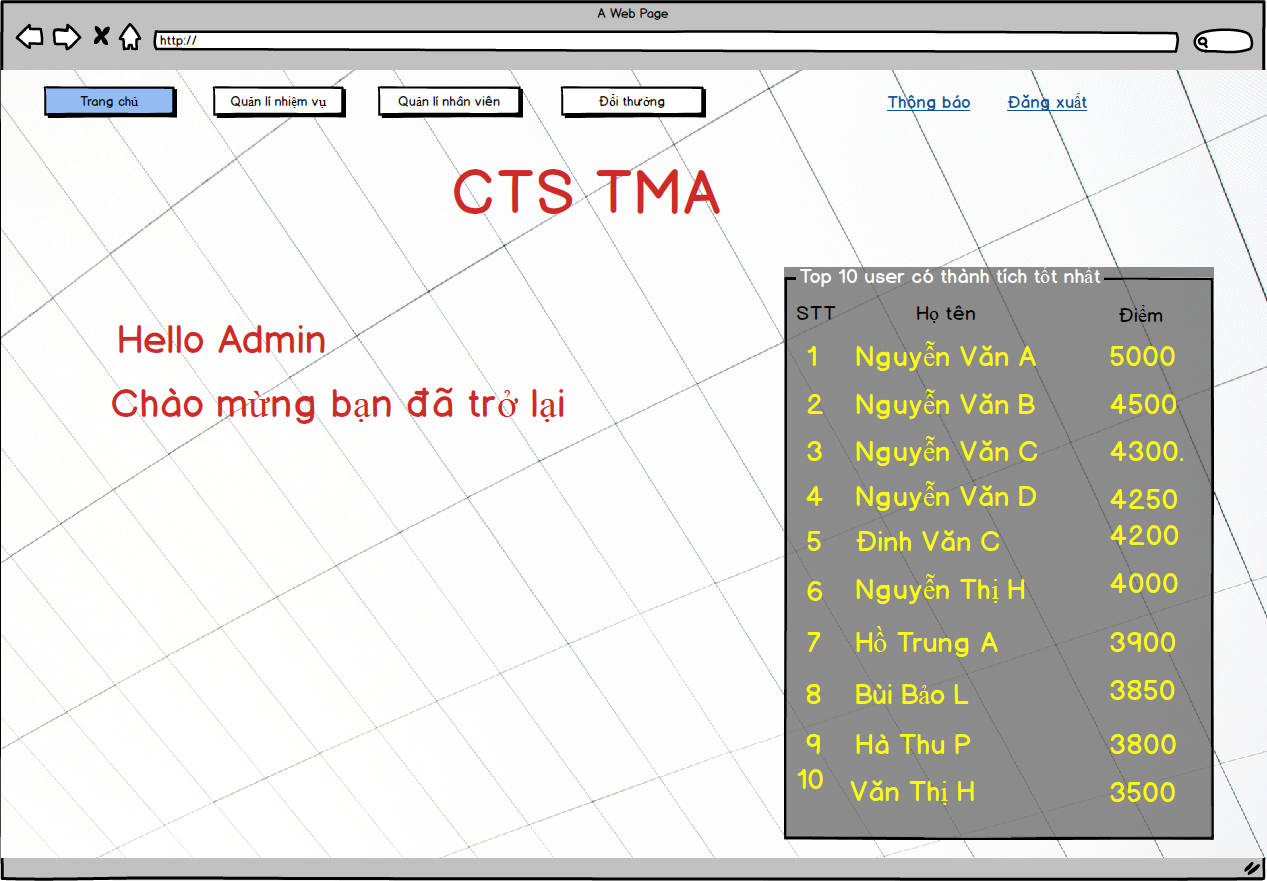 A Web Page
http://
Trang chủ Quản lí nhiệm vụ Quản lí nhân viên Đổi thưởng Thông báo Đăng xuất
CTS TMA
Hello Admin
Chào mừng bạn đã trở lại
Top 10 user có thành tích tốt nhất
STT Họ tên Điểm
1 Nguyễn Văn A 5000
2 Nguyễn Văn B 4500
3 Nguyễn Văn C 4300.
4 Nguyễn Văn D 4250
5 Đinh Văn C 4200
6 Nguyễn Thị H 4000
7 Hồ Trung A 3900
8 Bùi Bảo L 3850
9 Hà Thu P 3800
10 Văn Thị H 3500